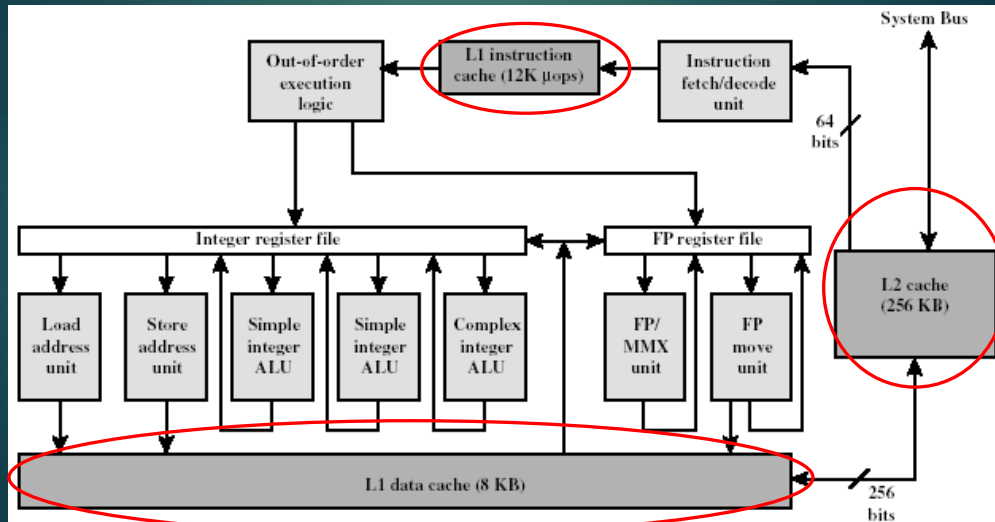 System Bus
Out-of-order
execution
logic
L1 instruction
cache (12K µops)
Instruction
fetch/decode
unit
64
bits
Integer register file
FP register file
L2 cache
(256 KB)
Load
address
unit
Store
address
unit
Simple
integer
ALU
Simple
integer
ALU
Complex
integer
ALU
FP/
MMX
unit
FP
move
unit
L1 data cache (8 KB)
256
bits